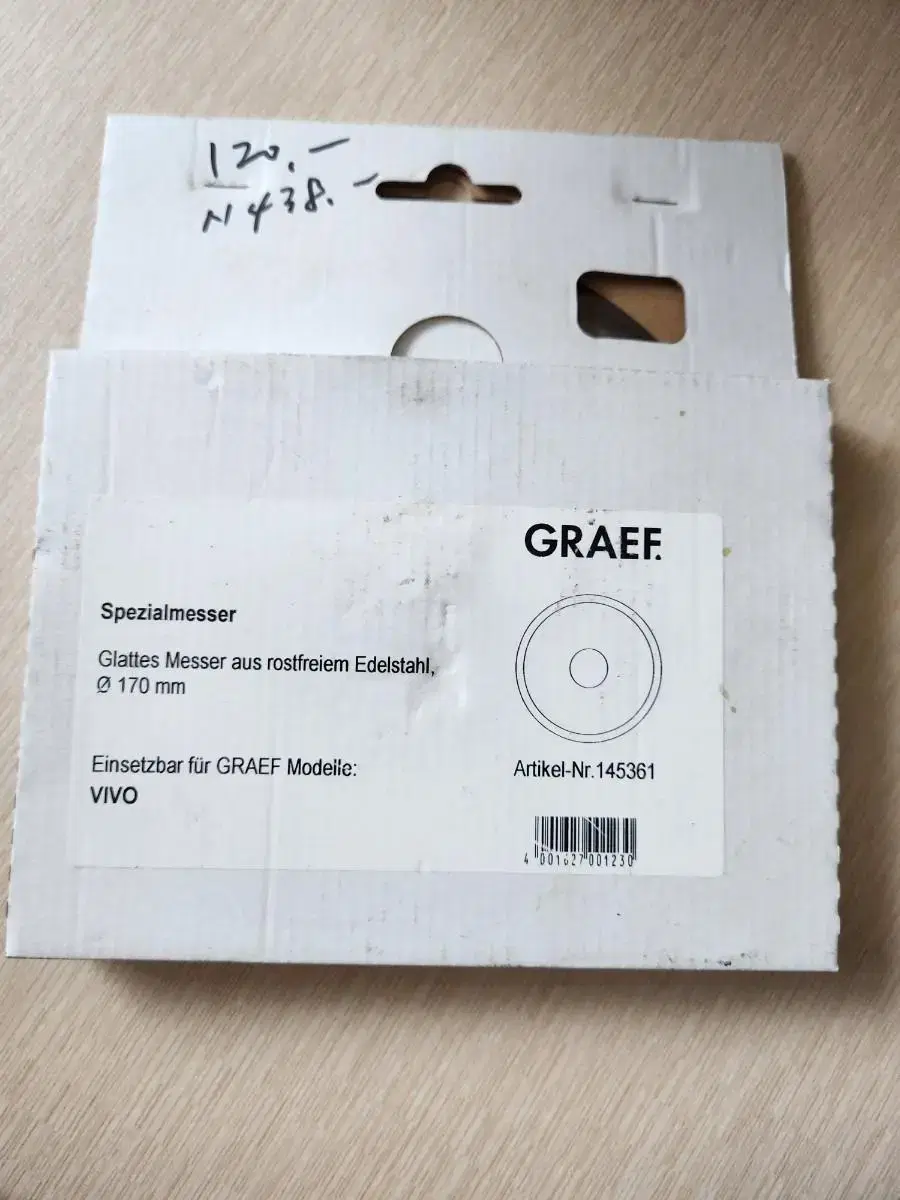 120.-
N 438.-
GRAEF.
Spezialmesser
Glattes Messer aus rostfreiem Edelstahl,
Ø 170 mm
Einsetzbar für GRAEF Modelle:
VIVO
Artikel-Nr.145361
4 001627 001230